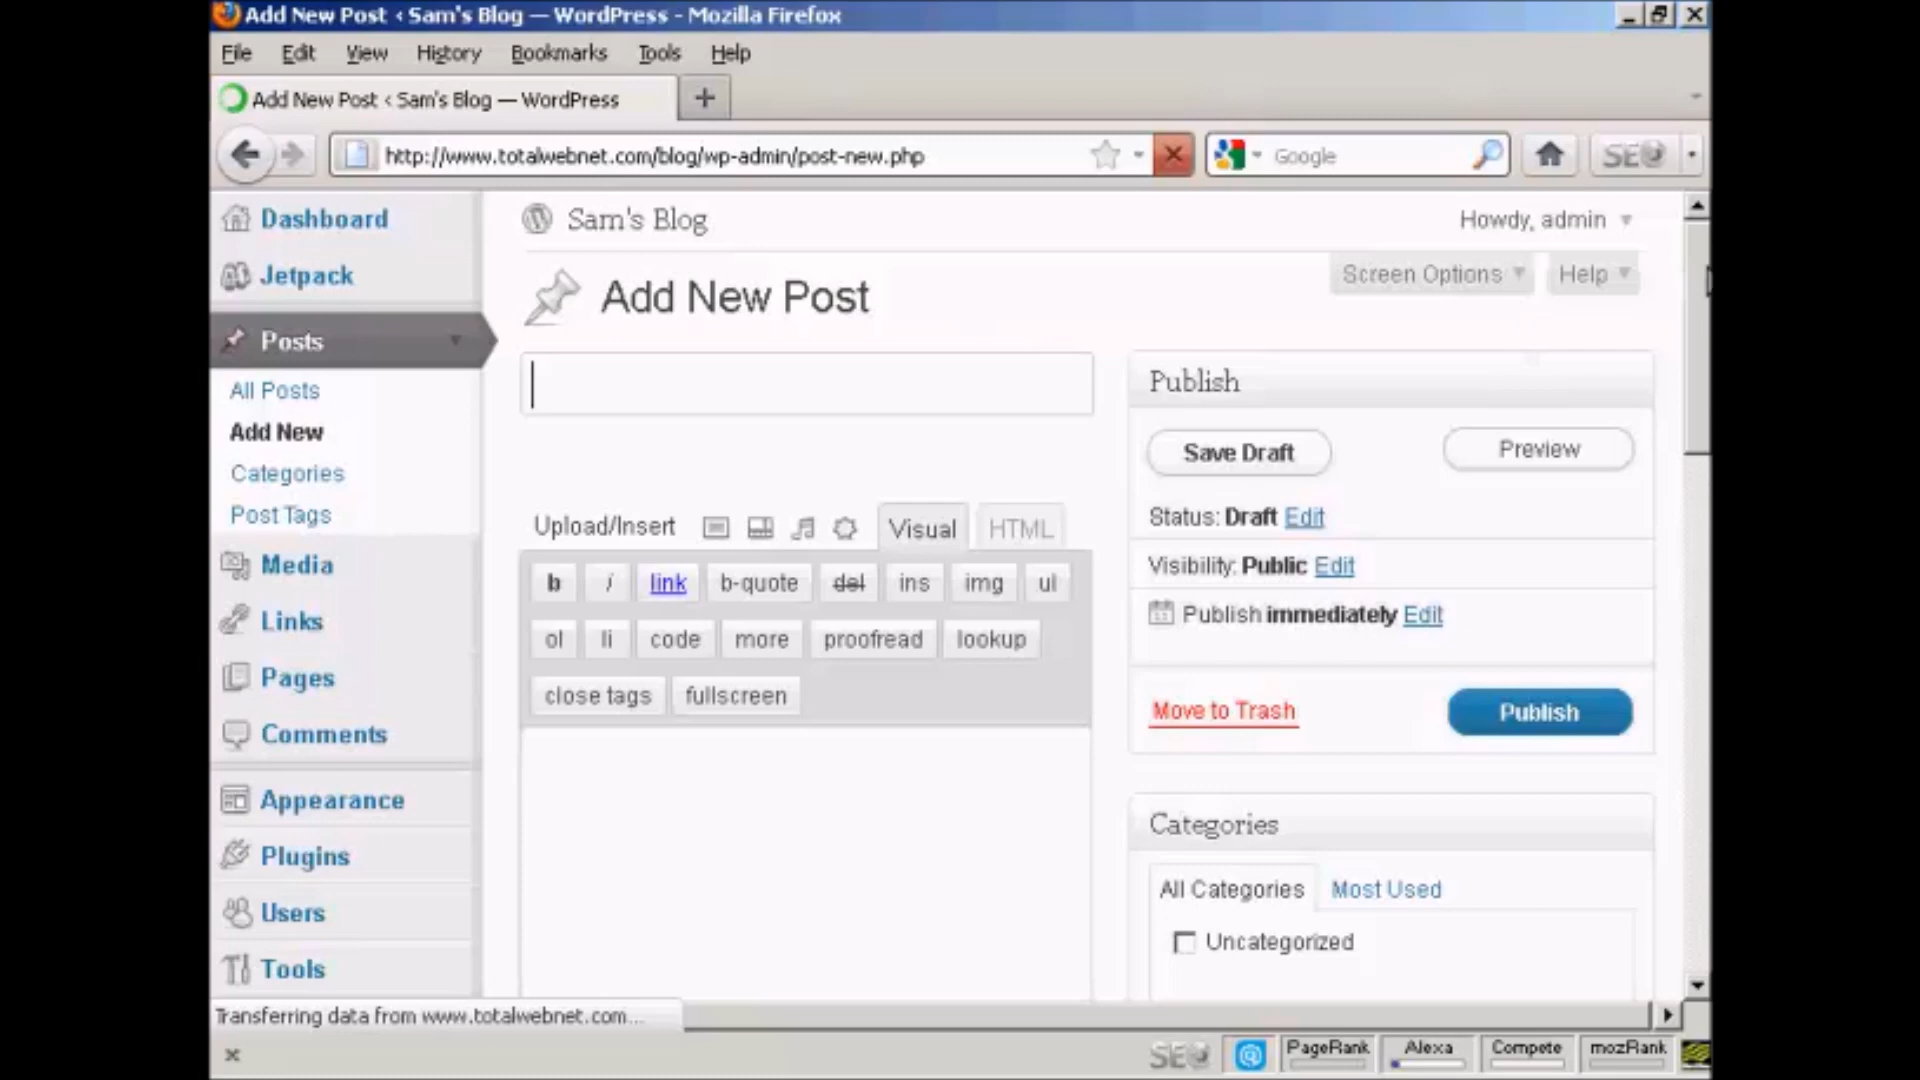 Add New Post ‹ Sam's Blog — WordPress - Mozilla Firefox
File Edit View History Bookmarks Tools Help
Add New Post ‹ Sam's Blog — WordPress
http://www.totalwebnet.com/blog/wp-admin/post-new.php Google SEO
Dashboard
Jetpack
Posts
All Posts
Add New
Categories
Post Tags
Media
Links
Pages
Comments
Appearance
Plugins
Users
Tools
Sam's Blog Howdy, admin
Screen Options Help
Add New Post
Upload/Insert Visual HTML
b i link b-quote del ins img ul
ol li code more proofread lookup
close tags fullscreen
Publish
Save Draft Preview
Status: Draft Edit
Visibility: Public Edit
Publish immediately Edit
Move to Trash Publish
Categories
All Categories Most Used
Uncategorized
Transferring data from www.totalwebnet.com...
SEO PageRank Alexa Compete mozRank